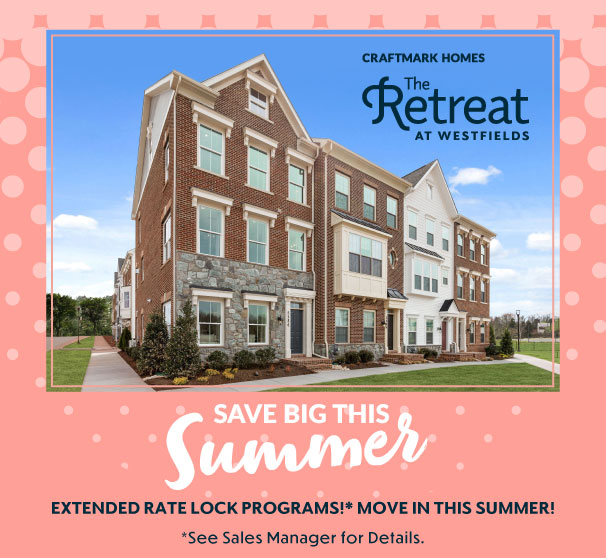 CRAFTMARK HOMES
The
Retreat
AT WESTFIELDS
SAVE BIG THIS
Summer
EXTENDED RATE LOCK PROGRAMS!* MOVE IN THIS SUMMER!
*See Sales Manager for Details.